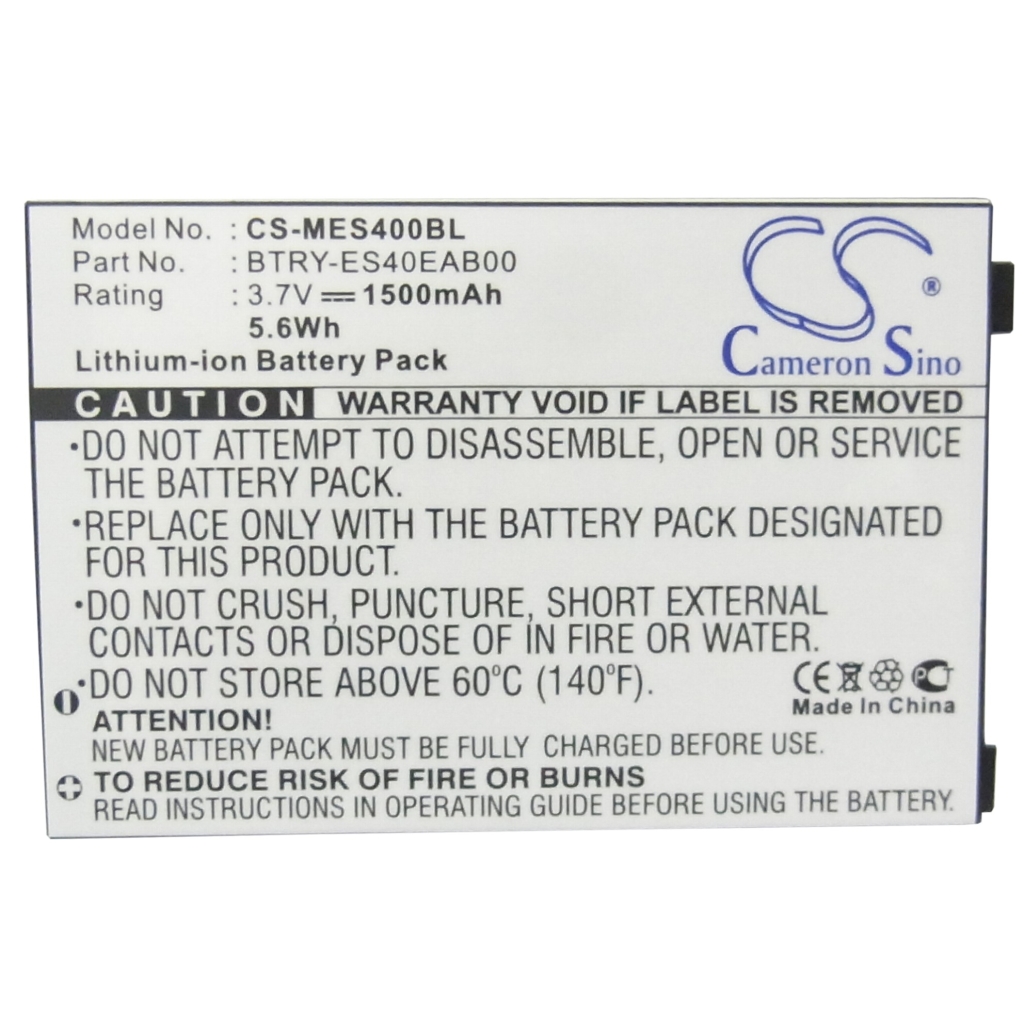 Model No. : CS-MES400BL
Part No. : BTRY-ES40EAB00
Rating : 3.7V 1500mAh
5.6Wh
Lithium-ion Battery Pack
CS ®
Cameron Sino
CAUTION WARRANTY VOID IF LABEL IS REMOVED
·DO NOT ATTEMPT TO DISASSEMBLE, OPEN OR SERVICE
THE BATTERY PACK.
·REPLACE ONLY WITH THE BATTERY PACK DESIGNATED
FOR THIS PRODUCT.
·DO NOT CRUSH, PUNCTURE, SHORT EXTERNAL
CONTACTS OR DISPOSE OF IN FIRE OR WATER.
·DO NOT STORE ABOVE 60°C (140°F).
CE PCT
Made In China
ATTENTION!
NEW BATTERY PACK MUST BE FULLY CHARGED BEFORE USE.
TO REDUCE RISK OF FIRE OR BURNS
READ INSTRUCTIONS IN OPERATING GUIDE BEFORE USING THE BATTERY.